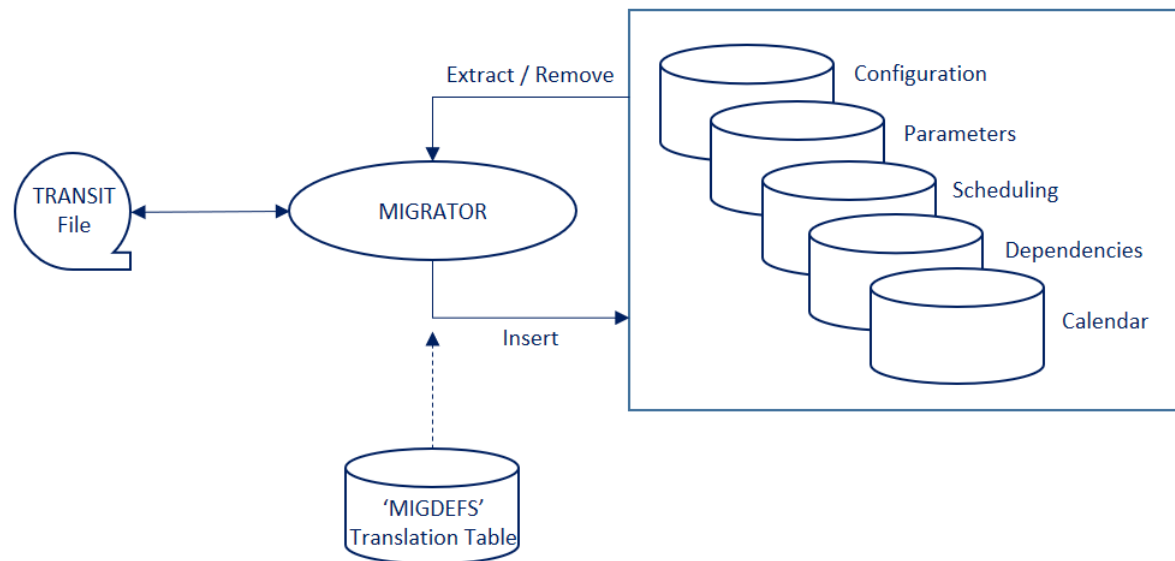 Extract / Remove
Configuration
Parameters
Scheduling
Dependencies
Calendar
TRANSIT
File
MIGRATOR
Insert
‘MIGDEFS’
Translation Table